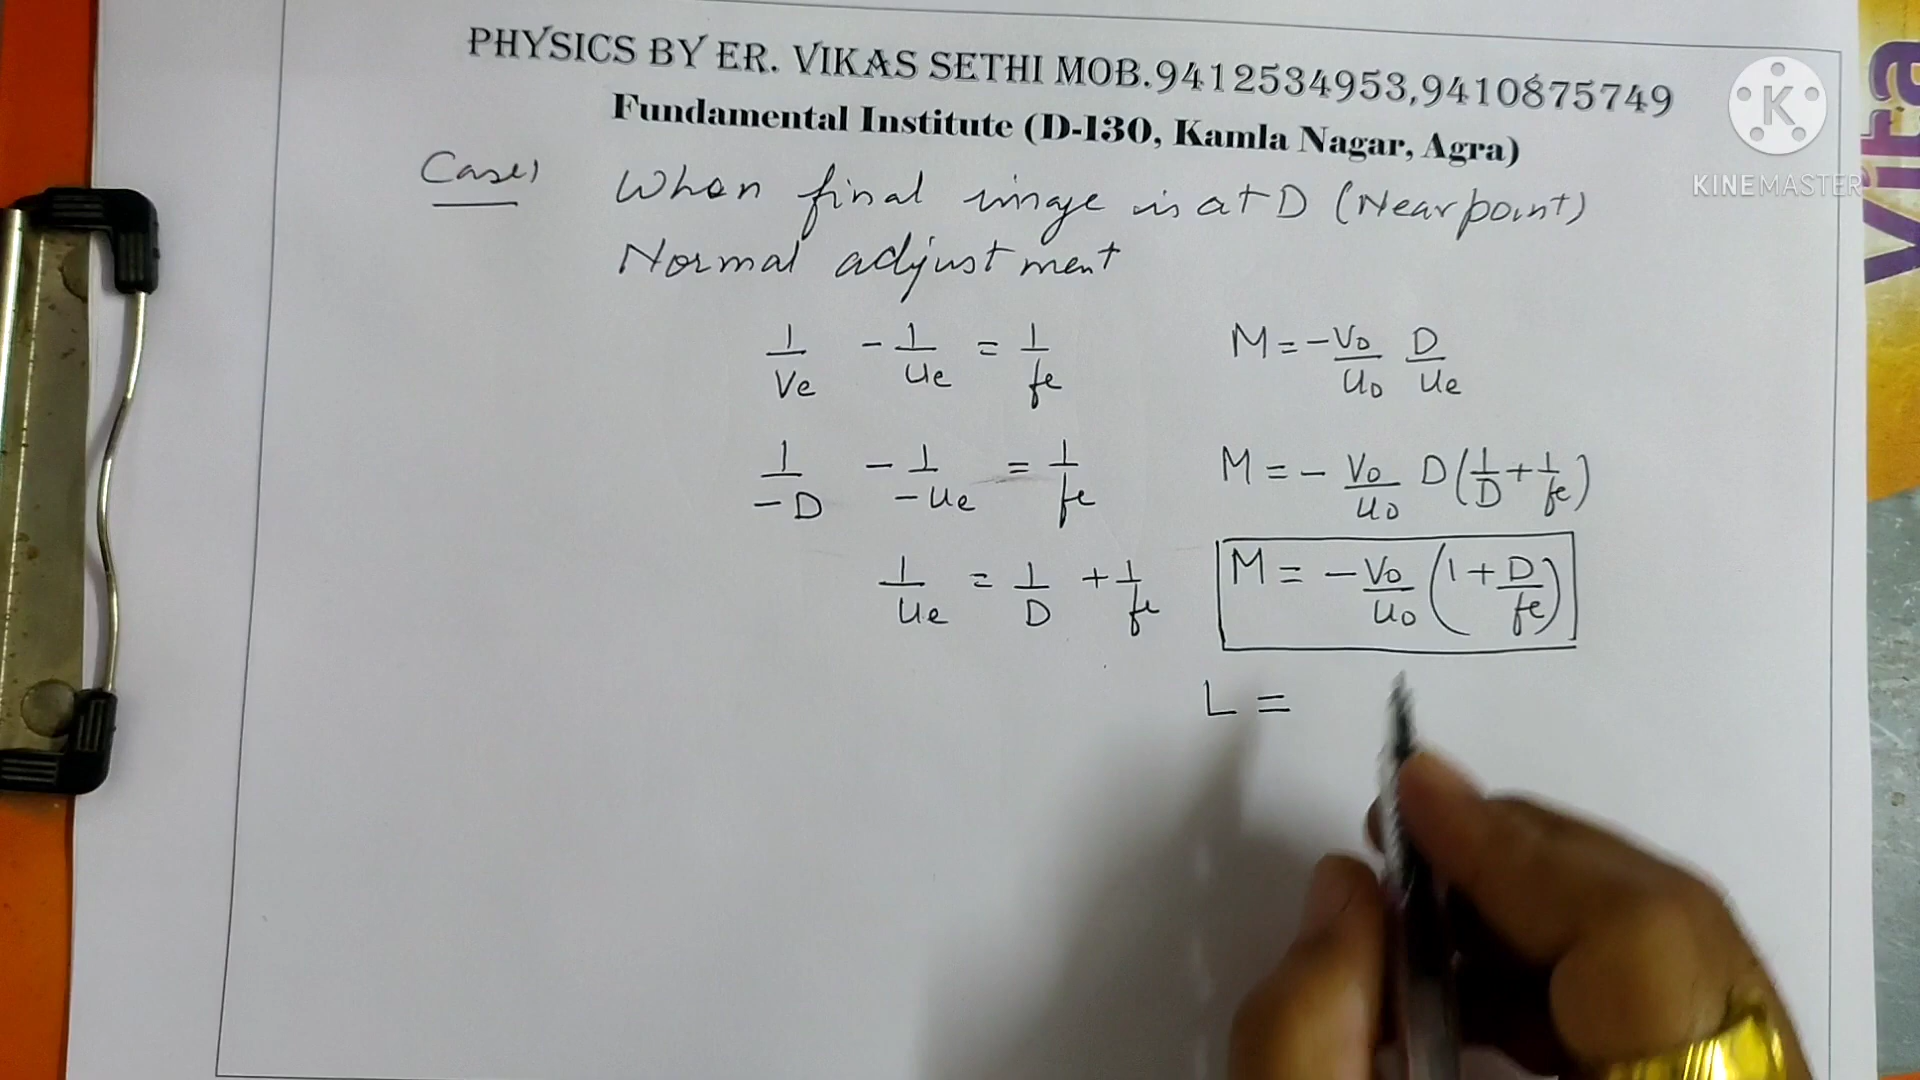 PHYSICS BY ER. VIKAS SETHI MOB.9412534953,9410875749
Fundamental Institute (D-130, Kamla Nagar, Agra)
K
KINEMASTER
Vita
Case1 When final image is at D (Near point)
Normal adjustment
1/Ve - 1/ue = 1/fe M = -Vo/uo D/ue
1/-D - 1/-ue = 1/fe M = - Vo/uo D(1/D + 1/fe)
1/ue = 1/D + 1/fe M = -Vo/uo (1 + D/fe)
L =